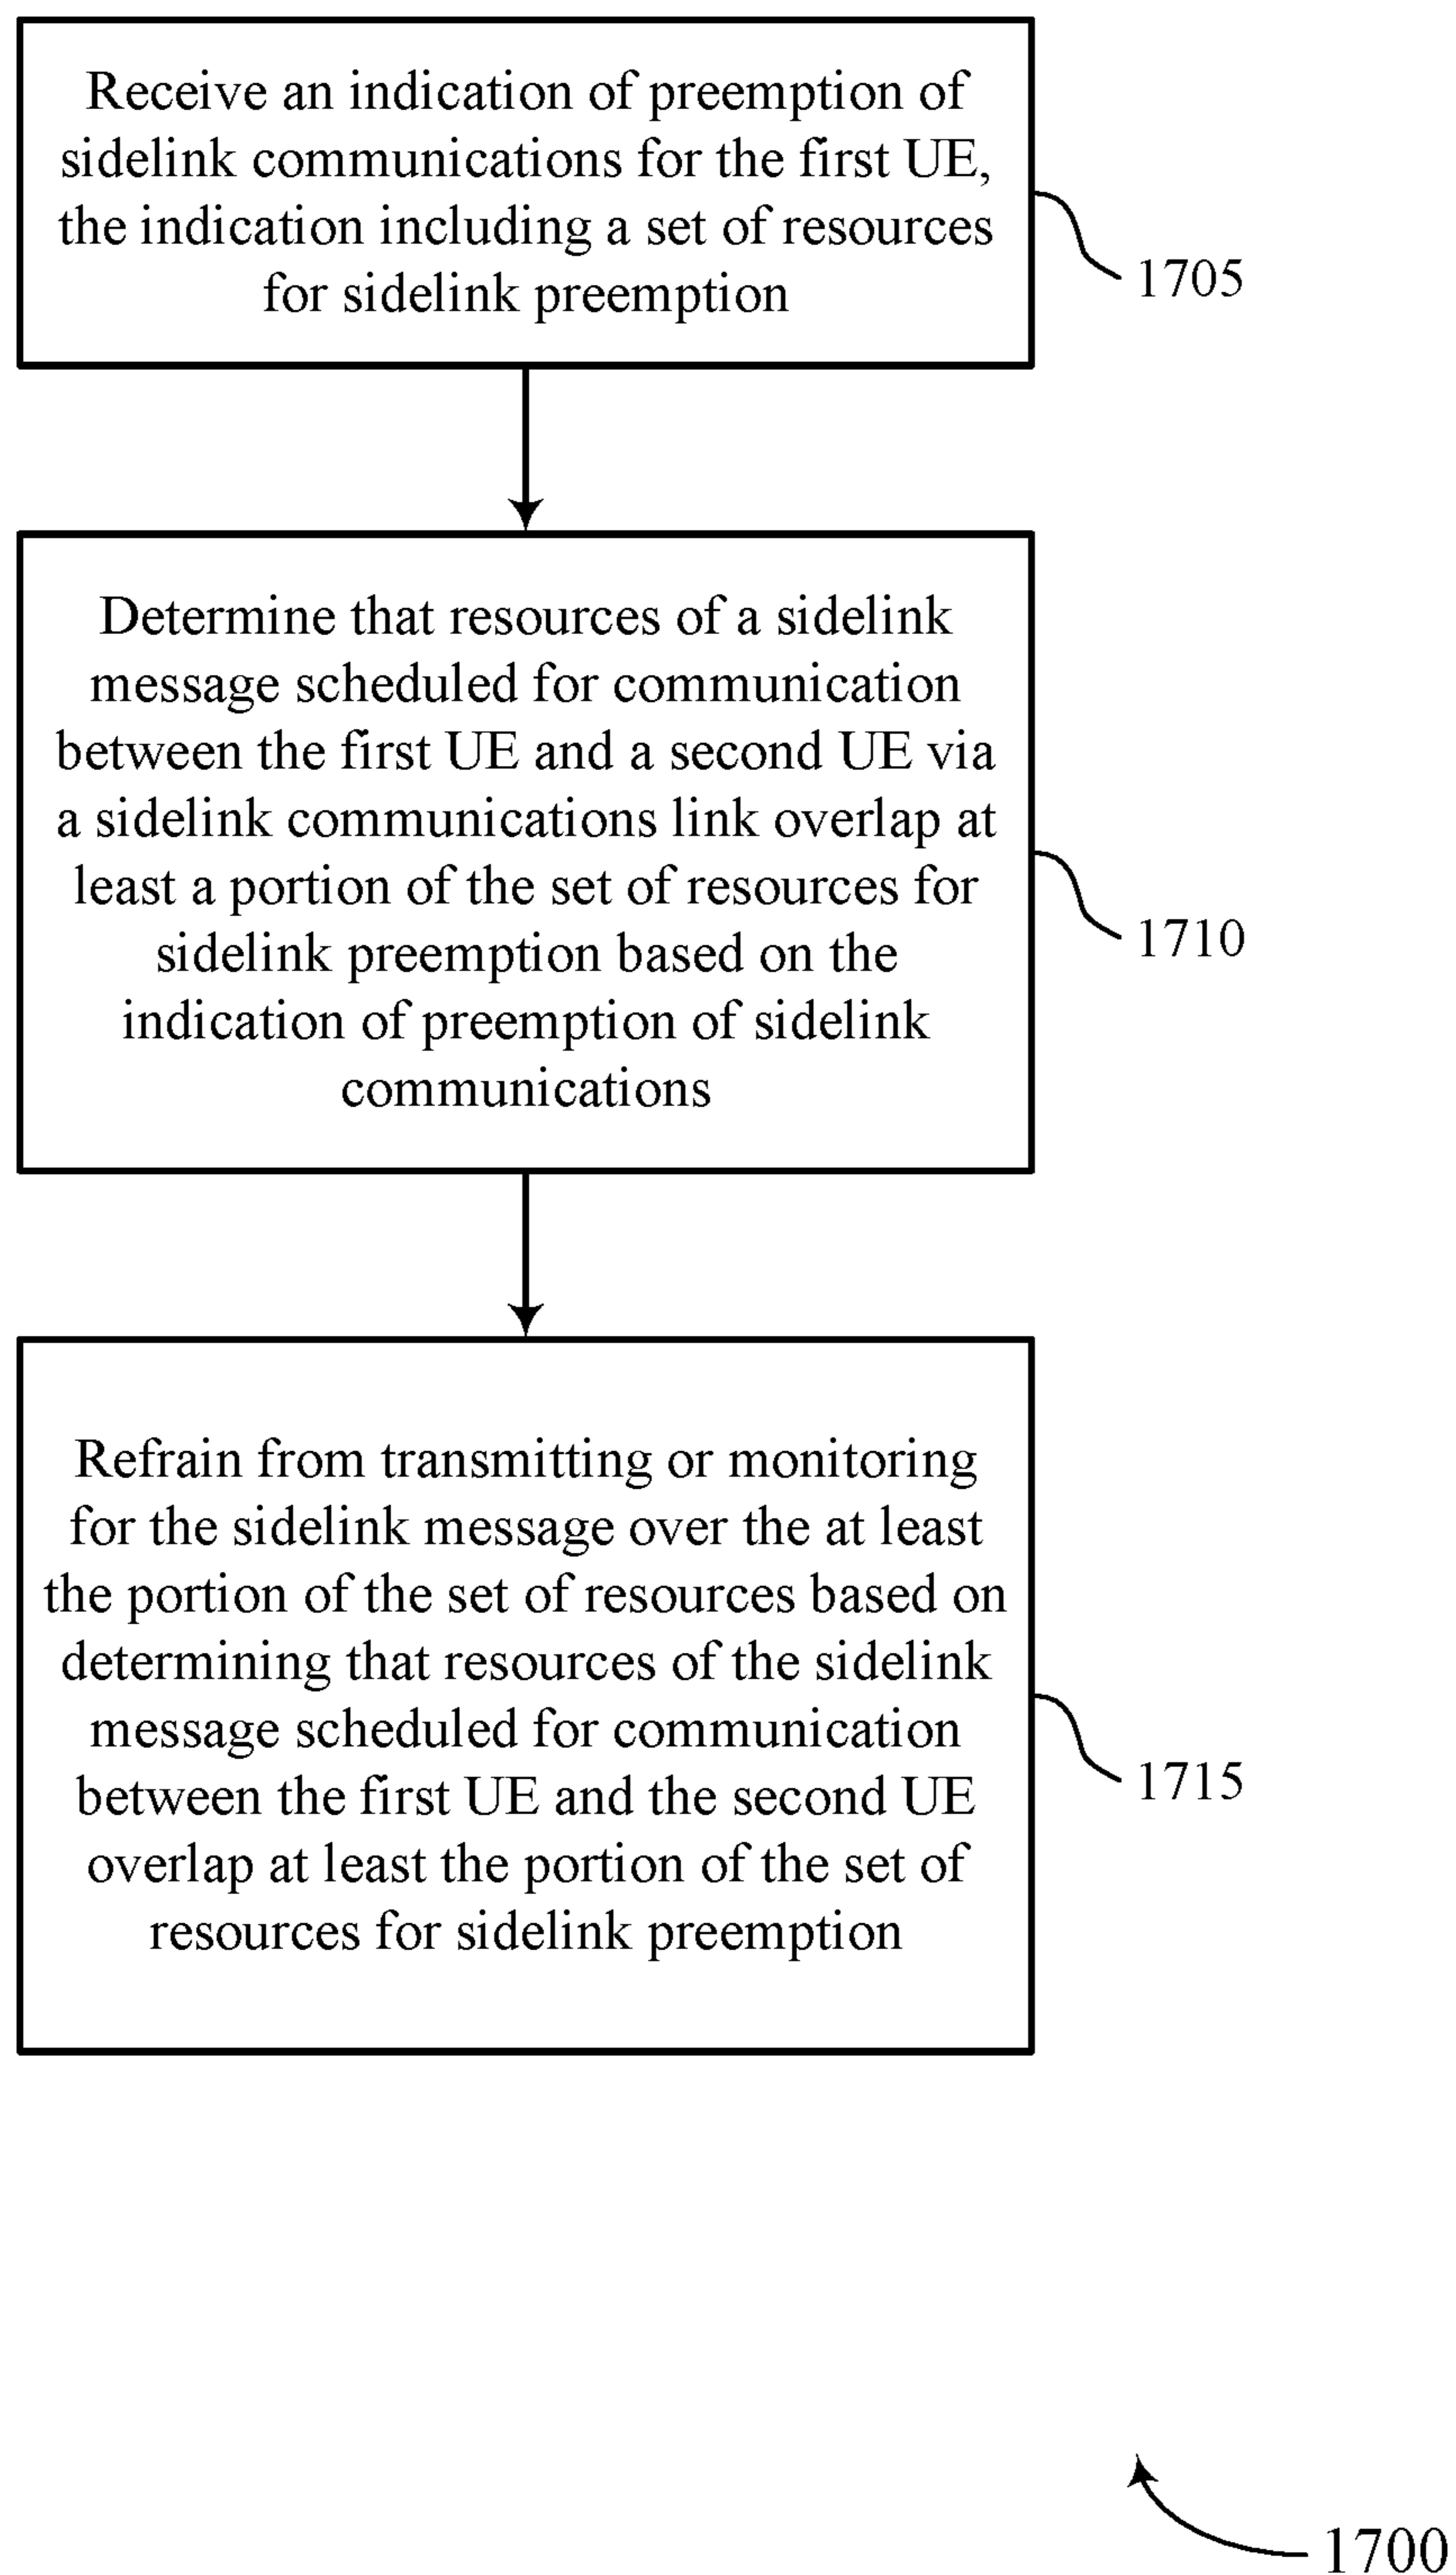 Receive an indication of preemption of
sidelink communications for the first UE,
the indication including a set of resources
for sidelink preemption
1705
Determine that resources of a sidelink
message scheduled for communication
between the first UE and a second UE via
a sidelink communications link overlap at
least a portion of the set of resources for
sidelink preemption based on the
indication of preemption of sidelink
communications
1710
Refrain from transmitting or monitoring
for the sidelink message over the at least
the portion of the set of resources based on
determining that resources of the sidelink
message scheduled for communication
between the first UE and the second UE
overlap at least the portion of the set of
resources for sidelink preemption
1715
1700